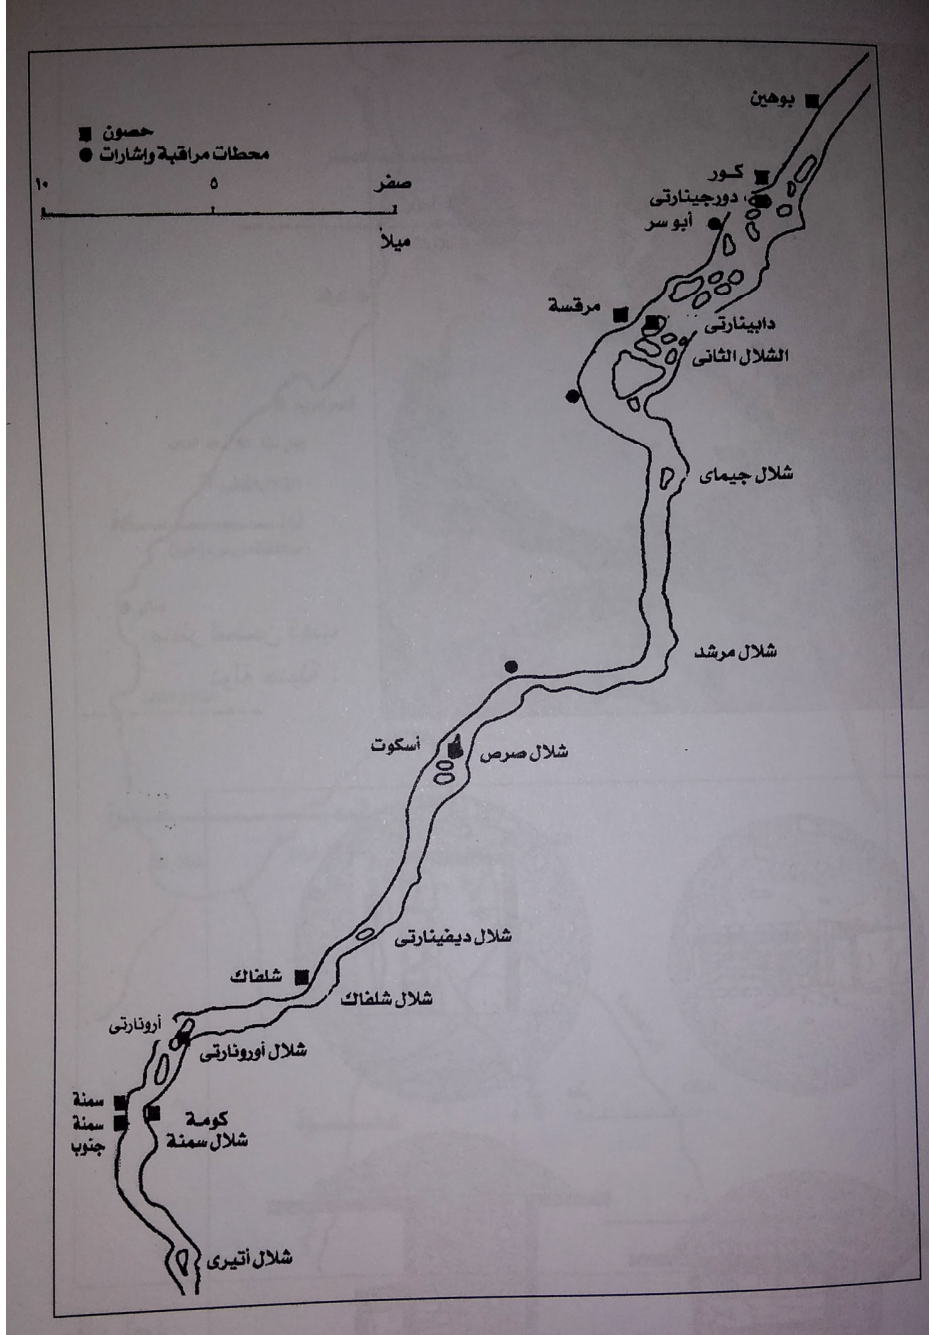 بوهين
حصون
محطات مراقبة وإشارات
صفر ٥ ١٠
ميلاً
كور
دورجينارتى
أبو سر
مرقسة
دابينارتى
الشلال الثانى
شلال جيماى
شلال مرشد
أسكوت
شلال صرص
شلال ديفينارتى
شلفاك
شلال شلفاك
أرونارتى
شلال أورونارتى
سمنة
سمنة
جنوب
كومة
شلال سمنة
شلال أتيرى